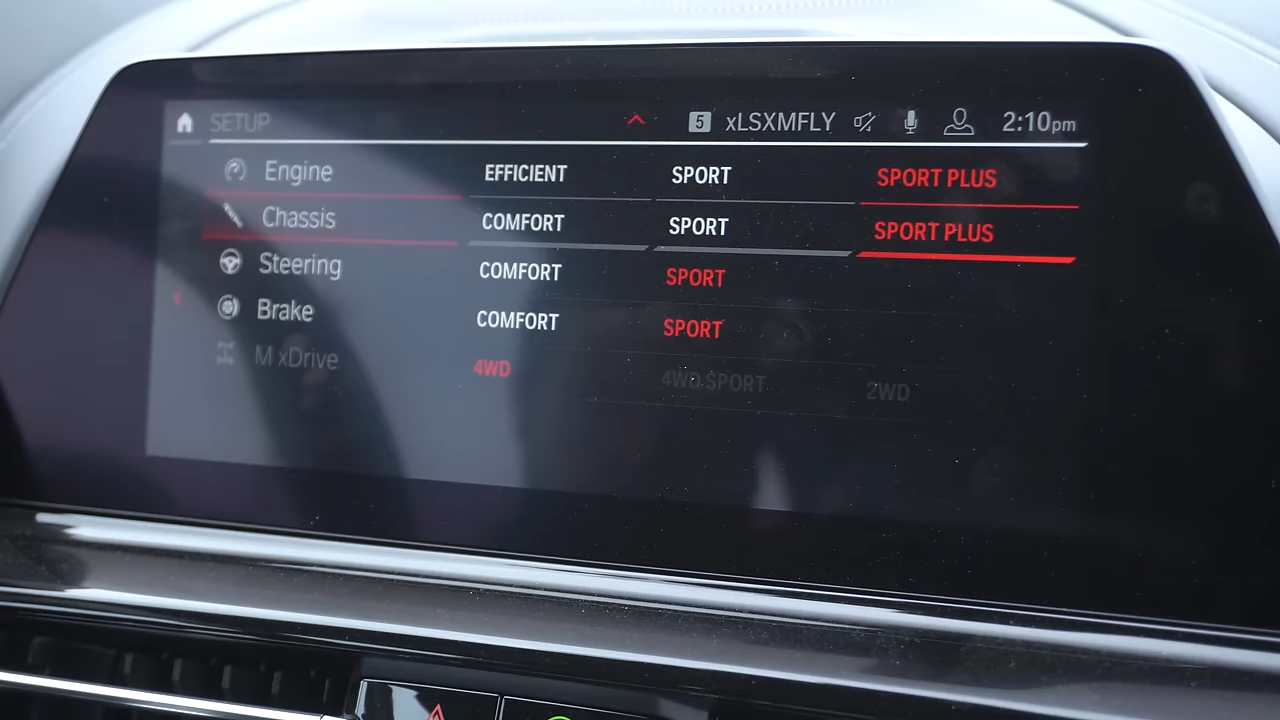 SETUP 5 xLSXMFLY 2:10pm
Engine EFFICIENT SPORT SPORT PLUS
Chassis COMFORT SPORT SPORT PLUS
Steering COMFORT SPORT
Brake COMFORT SPORT
M xDrive 4WD 4WD SPORT 2WD